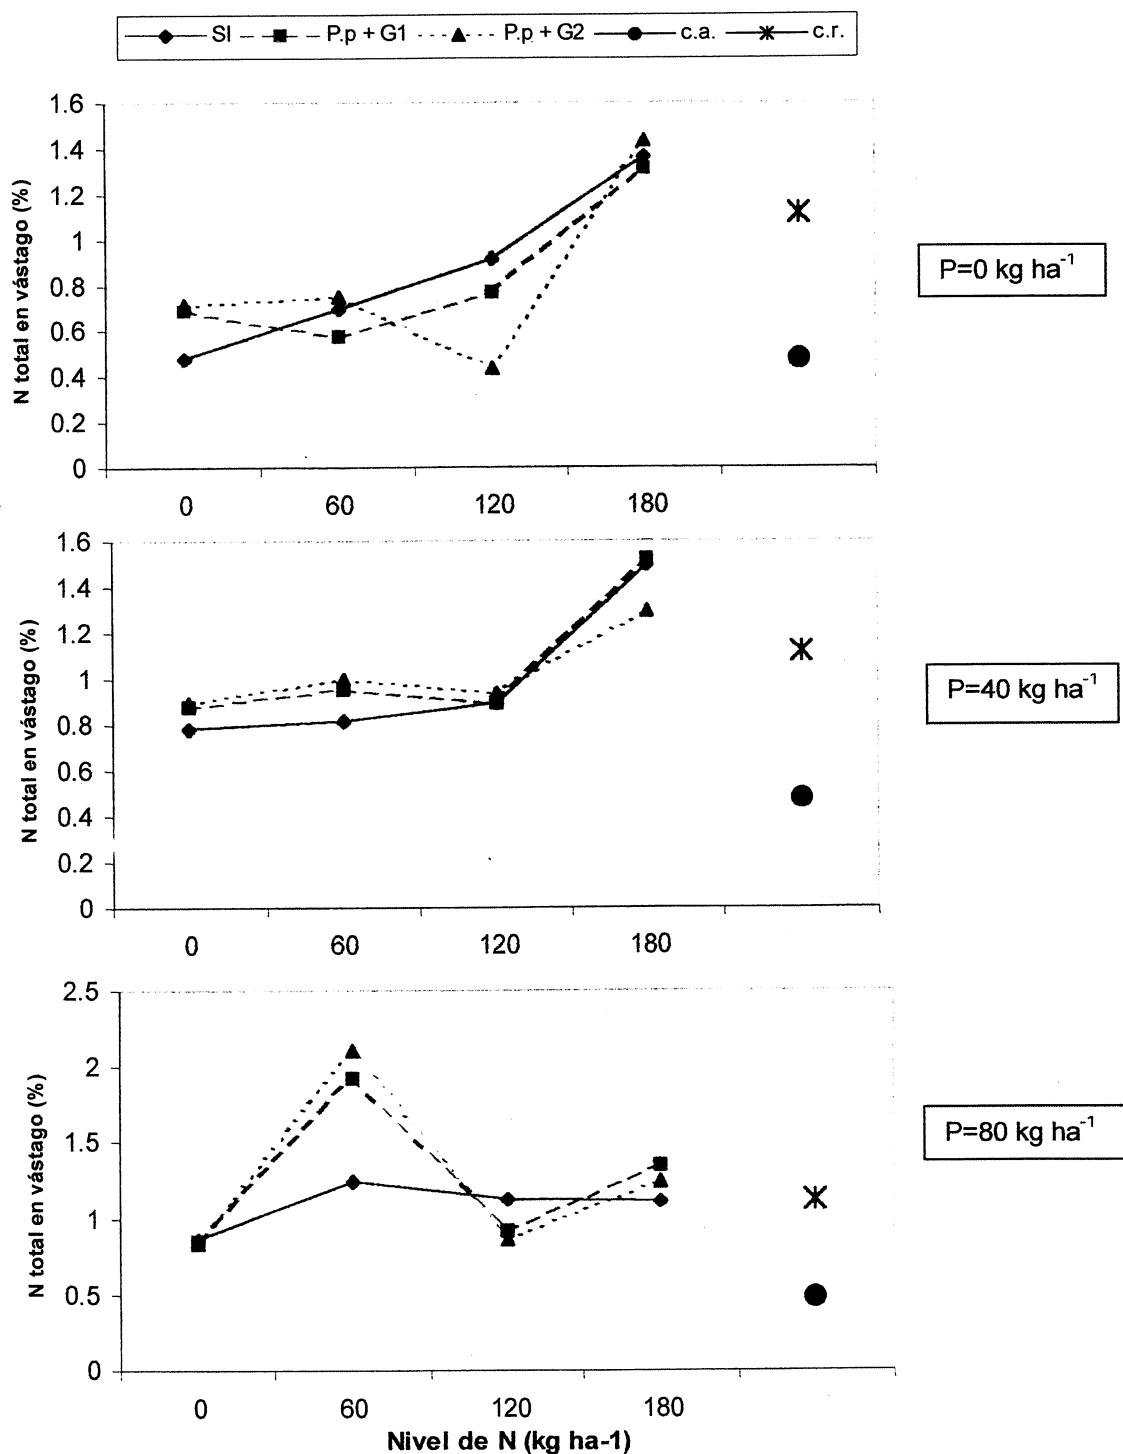 SI P.p + G1 P.p + G2 c.a. c.r.
N total en vástago (%)
1.6
1.4
1.2
1
0.8
0.6
0.4
0.2
0
0 60 120 180
P=0 kg ha-1
N total en vástago (%)
1.6
1.4
1.2
1
0.8
0.6
0.4
0.2
0
0 60 120 180
P=40 kg ha-1
N total en vástago (%)
2.5
2
1.5
1
0.5
0
0 60 120 180
P=80 kg ha-1
Nivel de N (kg ha-1)